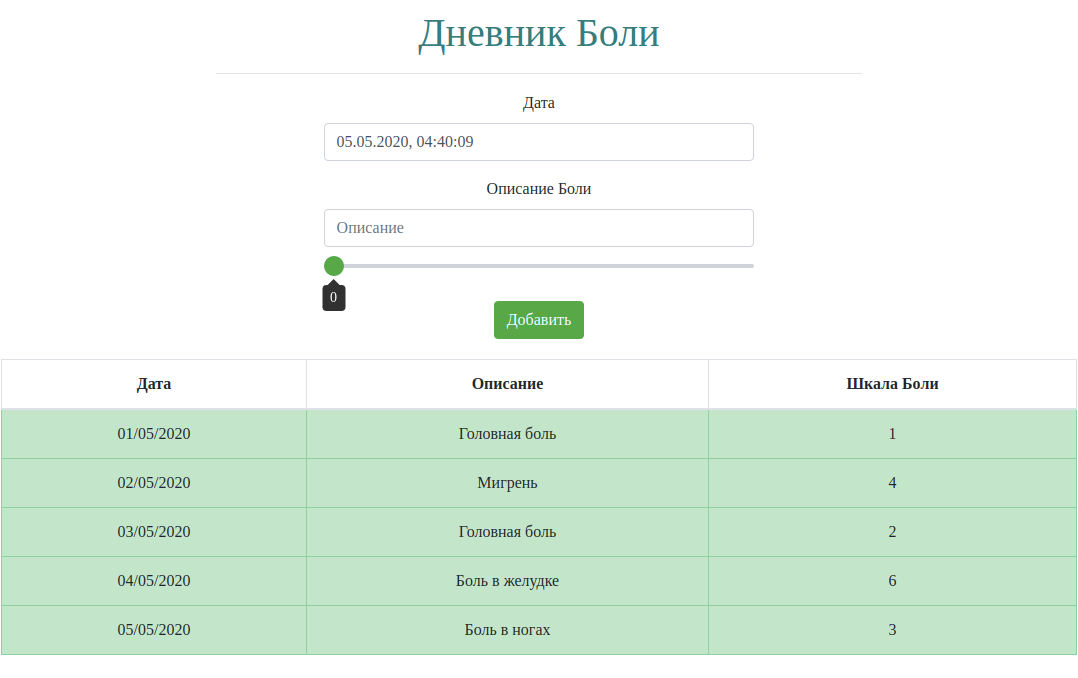 Дневник Боли
Дата
05.05.2020, 04:40:09
Описание Боли
Описание
0
Добавить
Дата Описание Шкала Боли
01/05/2020 Головная боль 1
02/05/2020 Мигрень 4
03/05/2020 Головная боль 2
04/05/2020 Боль в желудке 6
05/05/2020 Боль в ногах 3